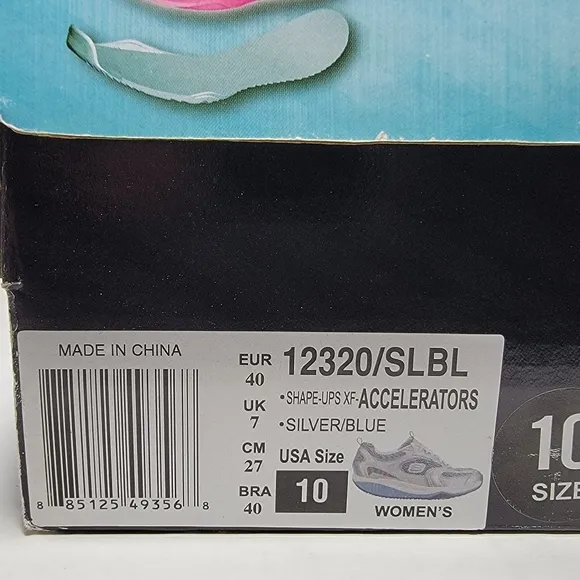 MADE IN CHINA
8 85125 49356 8
EUR
40
UK
7
CM
27
BRA
40
12320/SLBL
•SHAPE-UPS XF-ACCELERATORS
•SILVER/BLUE
USA Size
10
WOMEN'S
10
SIZE